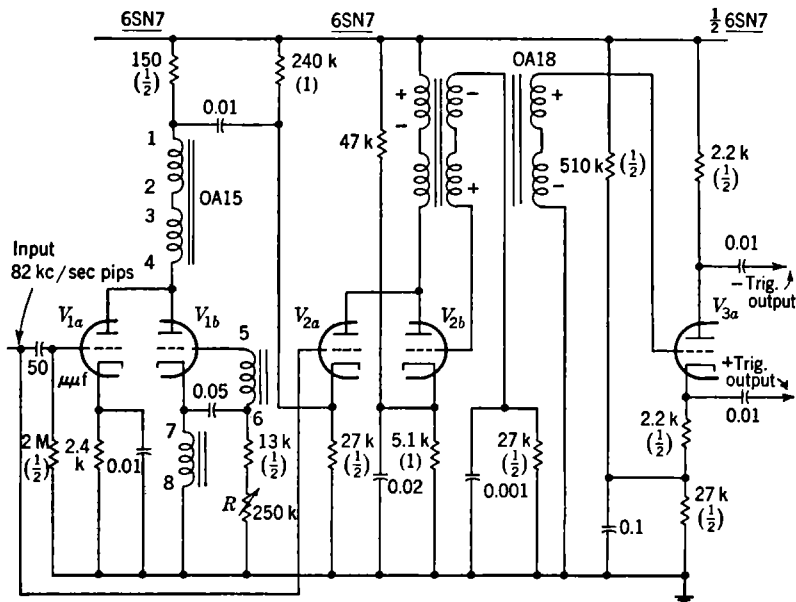 6SN7
6SN7
½ 6SN7
150
(½)
240 k
(1)
OA18
0.01
1
2
3
4
OA15
47 k
+
−
−
+
+
−
510 k (½)
2.2 k
(½)
Input
82 kc/sec pips
0.01
− Trig.
output
V1a
V1b
5
V2a
V2b
V3a
50
μμf
6
+ Trig.
output
0.01
0.05
7
8
2 M
(½)
2.4
k
0.01
13 k
(½)
R
250 k
27 k
(½)
5.1 k
(1)
0.02
27 k
(½)
0.001
2.2 k
(½)
0.1
27 k
(½)